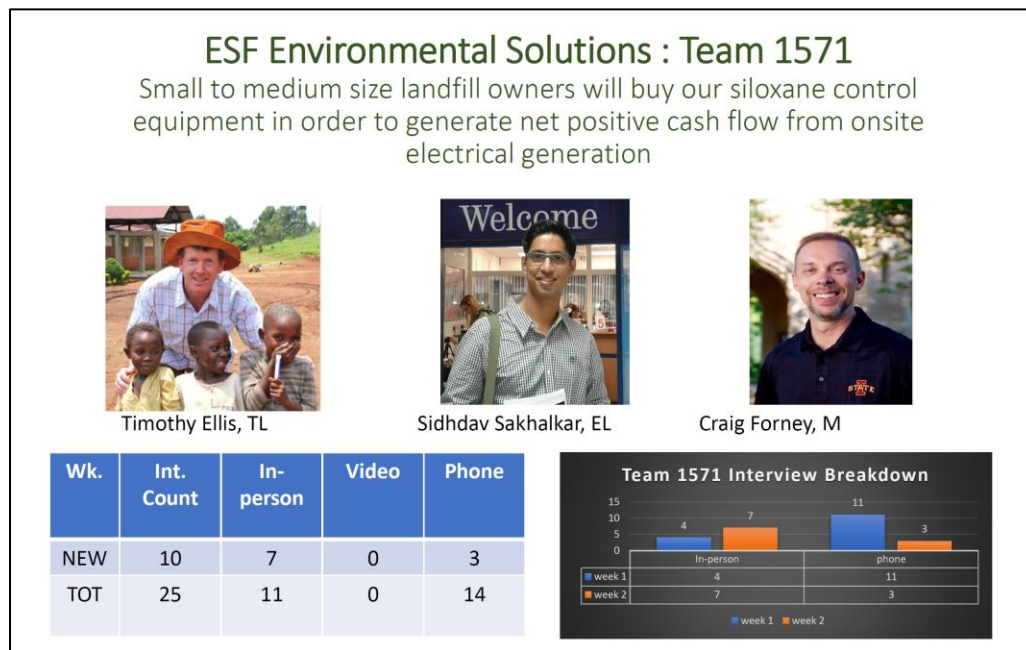 ESF Environmental Solutions : Team 1571
Small to medium size landfill owners will buy our siloxane control
equipment in order to generate net positive cash flow from onsite
electrical generation
Welcome
5
STATE
Timothy Ellis, TL
Sidhdav Sakhalkar, EL
Craig Forney, M
Wk. Int. Count In-person Video Phone
NEW 10 7 0 3
TOT 25 11 0 14
Team 1571 Interview Breakdown
15
10
5
0
4 7 11 3
In-person phone
week 1 4 11
week 2 7 3
week 1 week 2